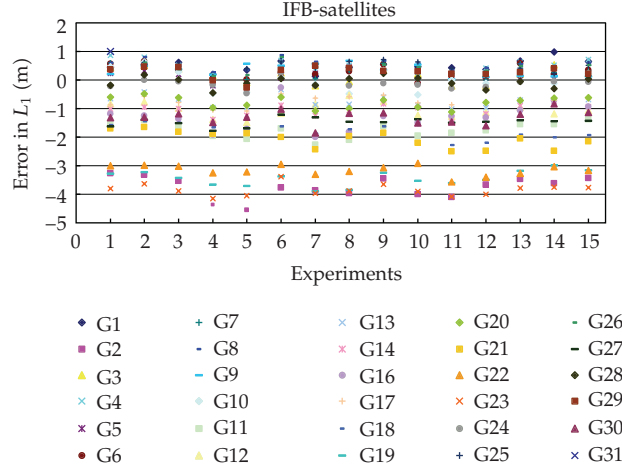 IFB-satellites
Error in L1 (m)
2
1
0
−1
−2
−3
−4
−5
0 1 2 3 4 5 6 7 8 9 10 11 12 13 14 15
Experiments
G1 G7 G13 G20 G26
G2 G8 G14 G21 G27
G3 G9 G16 G22 G28
G4 G10 G17 G23 G29
G5 G11 G18 G24 G30
G6 G12 G19 G25 G31